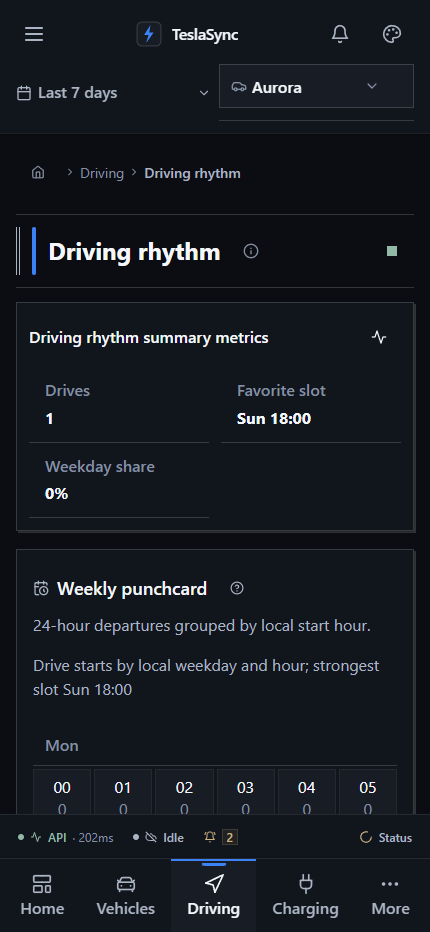 TeslaSync
Last 7 days
Aurora
Driving
Driving rhythm
Driving rhythm
Driving rhythm summary metrics
Drives
1
Favorite slot
Sun 18:00
Weekday share
0%
Weekly punchcard
24-hour departures grouped by local start hour.
Drive starts by local weekday and hour; strongest
slot Sun 18:00
Mon
00 01 02 03 04 05
0 0 0 0 0 0
API · 202ms Idle 2 Status
Home Vehicles Driving Charging More